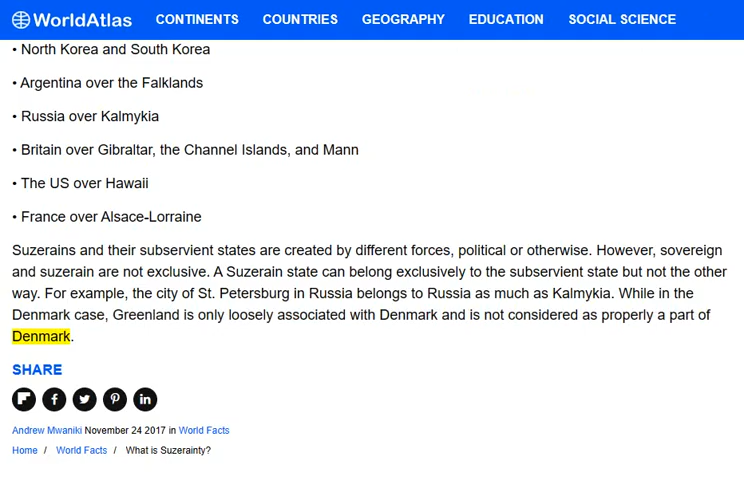 WorldAtlas CONTINENTS COUNTRIES GEOGRAPHY EDUCATION SOCIAL SCIENCE
• North Korea and South Korea
• Argentina over the Falklands
• Russia over Kalmykia
• Britain over Gibraltar, the Channel Islands, and Mann
• The US over Hawaii
• France over Alsace-Lorraine
Suzerains and their subservient states are created by different forces, political or otherwise. However, sovereign
and suzerain are not exclusive. A Suzerain state can belong exclusively to the subservient state but not the other
way. For example, the city of St. Petersburg in Russia belongs to Russia as much as Kalmykia. While in the
Denmark case, Greenland is only loosely associated with Denmark and is not considered as properly a part of
Denmark.
SHARE
Andrew Mwaniki November 24 2017 in World Facts
Home / World Facts / What is Suzerainty?